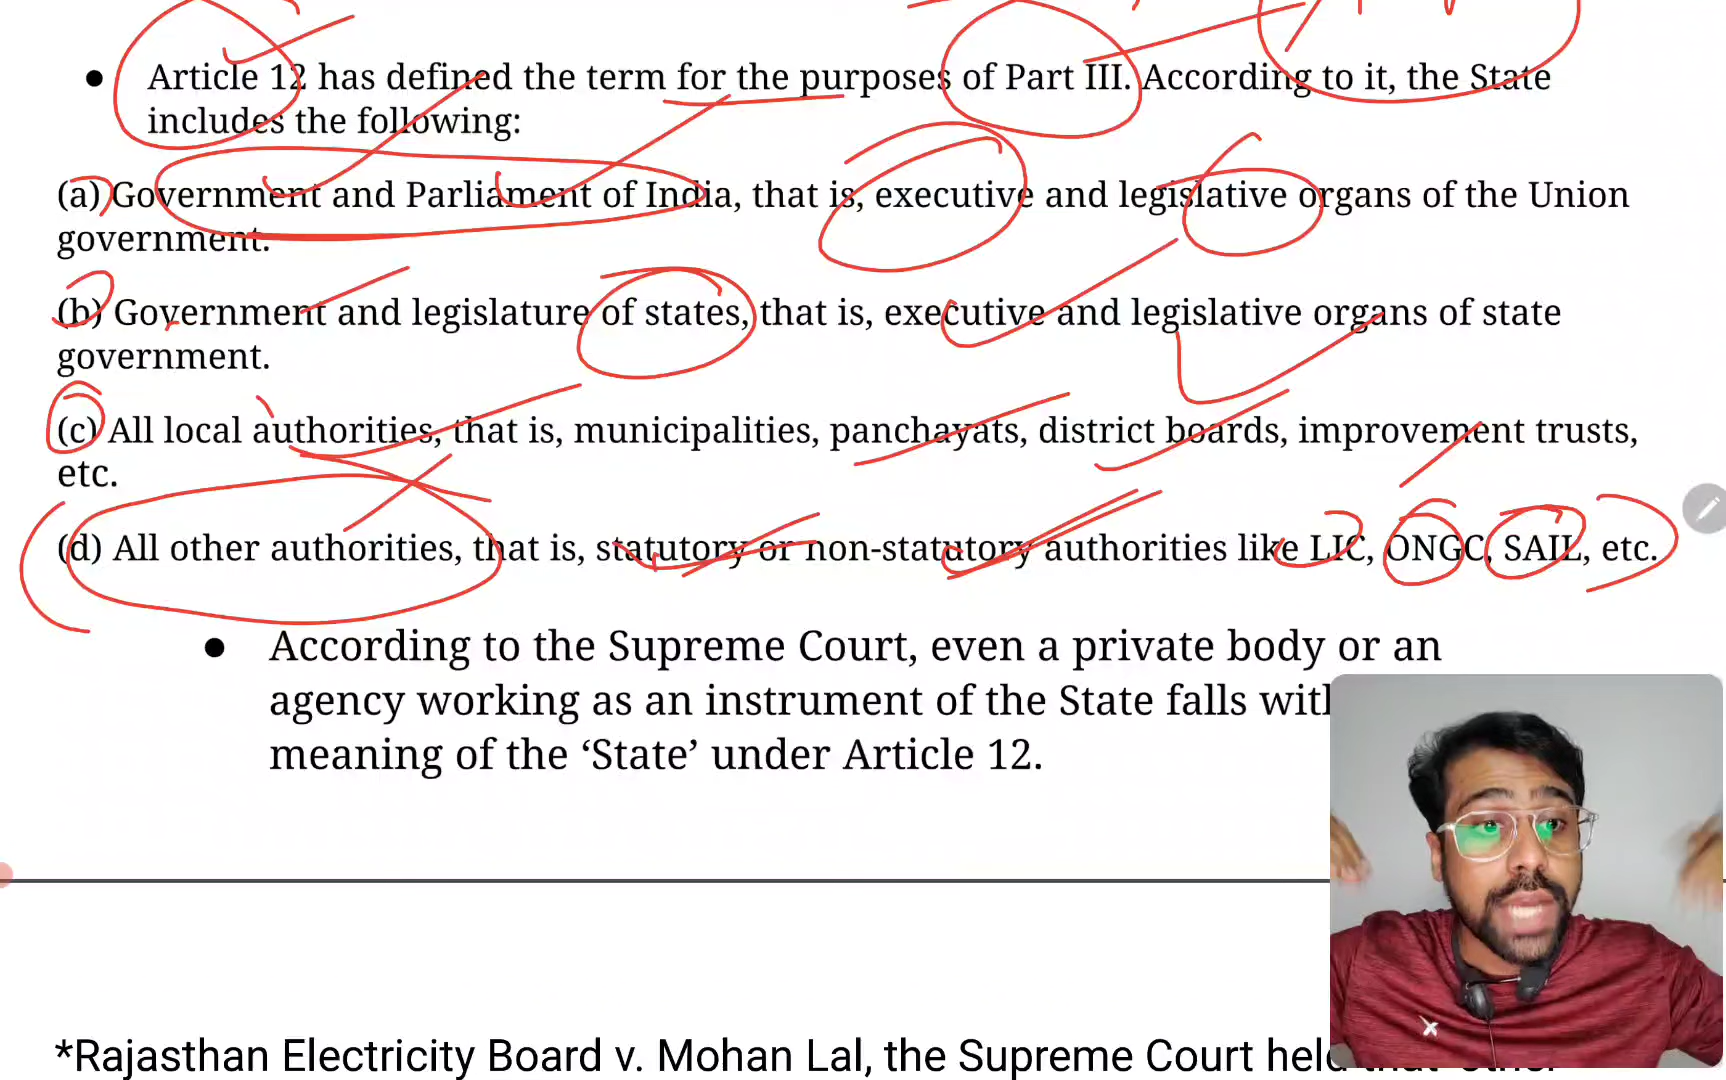 ● Article 12 has defined the term for the purposes of Part III. According to it, the State
includes the following:
(a) Government and Parliament of India, that is, executive and legislative organs of the Union
government.
(b) Government and legislature of states, that is, executive and legislative organs of state
government.
(c) All local authorities, that is, municipalities, panchayats, district boards, improvement trusts,
etc.
(d) All other authorities, that is, statutory or non-statutory authorities like LIC, ONGC, SAIL, etc.
● According to the Supreme Court, even a private body or an
agency working as an instrument of the State falls
meaning of the ‘State’ under Article 12.
*Rajasthan Electricity Board v. Mohan Lal, the Supreme Court held that